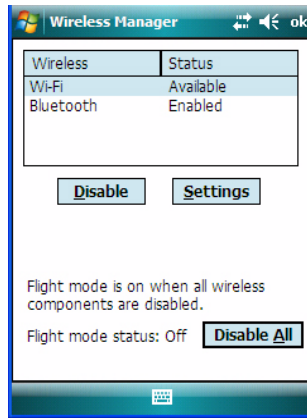 Wireless Manager ok
Wireless Status
Wi-Fi Available
Bluetooth Enabled
Disable Settings
Flight mode is on when all wireless
components are disabled.
Flight mode status: Off Disable All